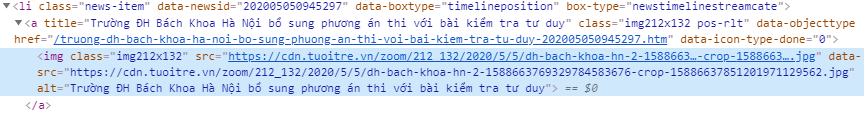 ▼<li class="news-item" data-newsid="202005050945297" data-boxtype="timelineposition" box-type="newstimelinestreamcate">
▼<a title="Trường ĐH Bách Khoa Hà Nội bổ sung phương án thi với bài kiểm tra tư duy" class="img212x132 pos-rlt" data-objecttype
href="/truong-dh-bach-khoa-ha-noi-bo-sung-phuong-an-thi-voi-bai-kiem-tra-tu-duy-202005050945297.htm" data-icon-type-done="0">
<img class="img212x132" src="https://cdn.tuoitre.vn/zoom/212_132/2020/5/5/dh-bach-khoa-hn-2-1588663…-crop-1588663….jpg" data-
src="https://cdn.tuoitre.vn/zoom/212_132/2020/5/5/dh-bach-khoa-hn-2-1588663769329784583676-crop-15886637851201971129562.jpg"
alt="Trường ĐH Bách Khoa Hà Nội bổ sung phương án thi với bài kiểm tra tư duy"> == $0
</a>